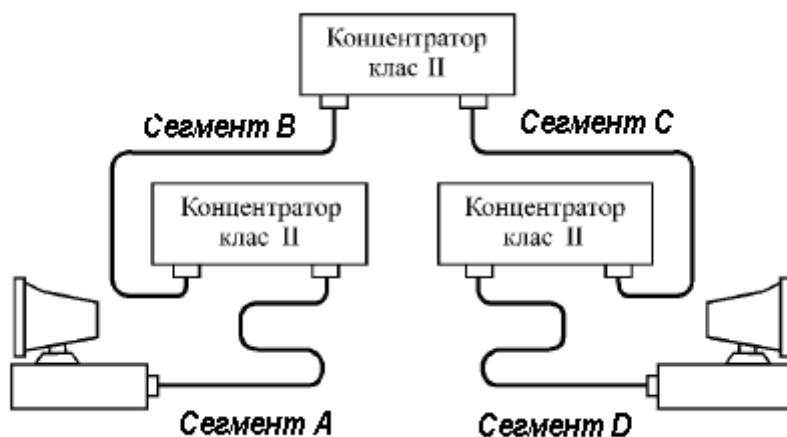 Концентратор
клас II
Сегмент B
Сегмент C
Концентратор
клас II
Концентратор
клас II
Сегмент A
Сегмент D